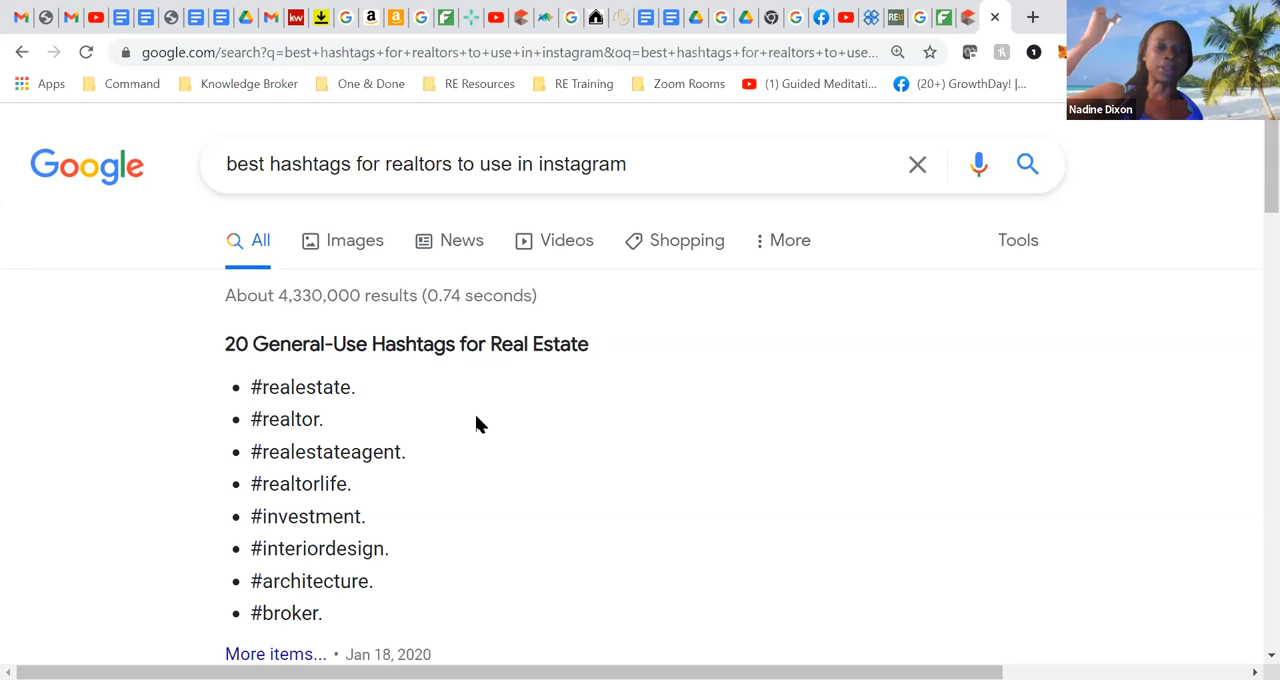 kw
a
a
F
REU
F
google.com/search?q=best+hashtags+for+realtors+to+use+in+instagram&oq=best+hashtags+for+realtors+to+use...
Apps
Command
Knowledge Broker
One & Done
RE Resources
RE Training
Zoom Rooms
(1) Guided Meditati...
(20+) GrowthDay! |...
Nadine Dixon
Google
best hashtags for realtors to use in instagram
All
Images
News
Videos
Shopping
More
Tools
About 4,330,000 results (0.74 seconds)
20 General-Use Hashtags for Real Estate
• #realestate.
• #realtor.
• #realestateagent.
• #realtorlife.
• #investment.
• #interiordesign.
• #architecture.
• #broker.
More items... • Jan 18, 2020